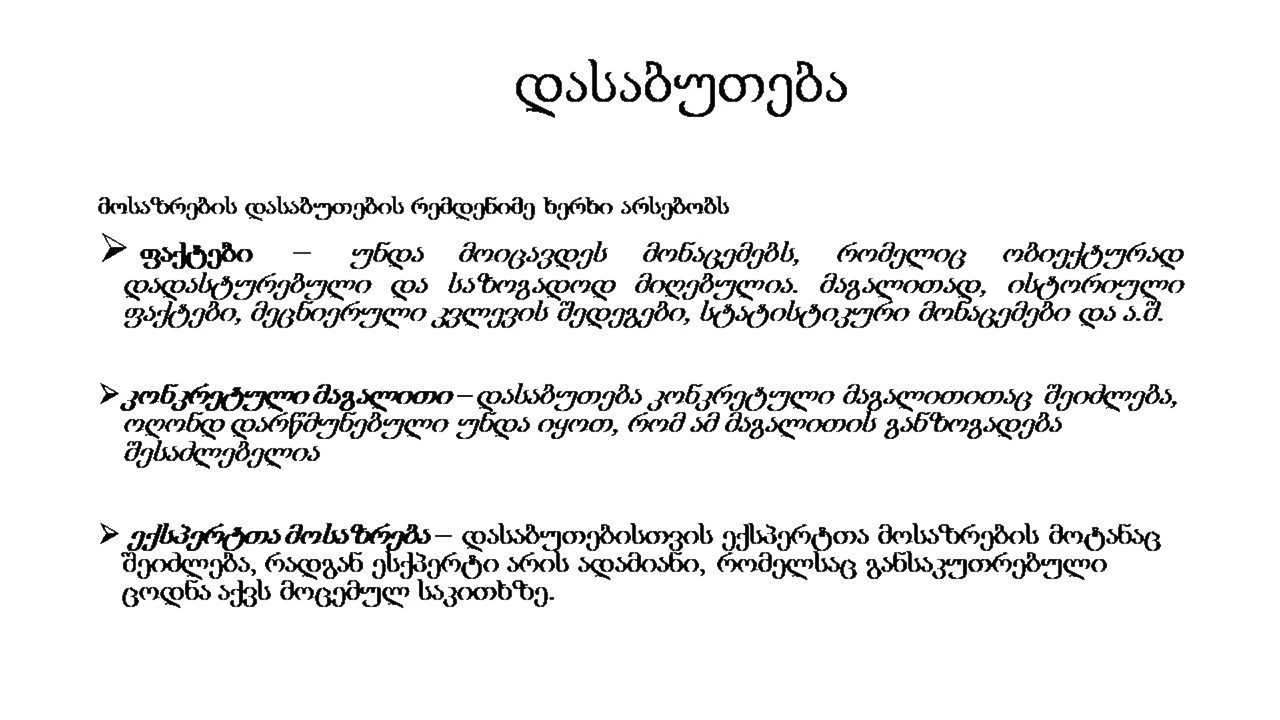 დასაბუთება
მოსაზრების დასაბუთების რემდენიმე ხერხი არსებობს
➢ ფაქტები – უნდა მოიცავდეს მონაცემებს, რომელიც ობიექტურად
დადასტურებული და საზოგადოდ მიღებულია. მაგალითად, ისტორიული
ფაქტები, მეცნიერული კვლევის შედეგები, სტატისტიკური მონაცემები და ა.შ.
➢კონკრეტული მაგალითი – დასაბუთება კონკრეტული მაგალითითაც შეიძლება,
ოღონდ დარწმუნებული უნდა იყოთ, რომ ამ მაგალითის განზოგადება
შესაძლებელია
➢ ექსპერტთა მოსაზრება – დასაბუთებისთვის ექსპერტთა მოსაზრების მოტანაც
შეიძლება, რადგან ესქპერტი არის ადამიანი, რომელსაც განსაკუთრებული
ცოდნა აქვს მოცემულ საკითხზე.